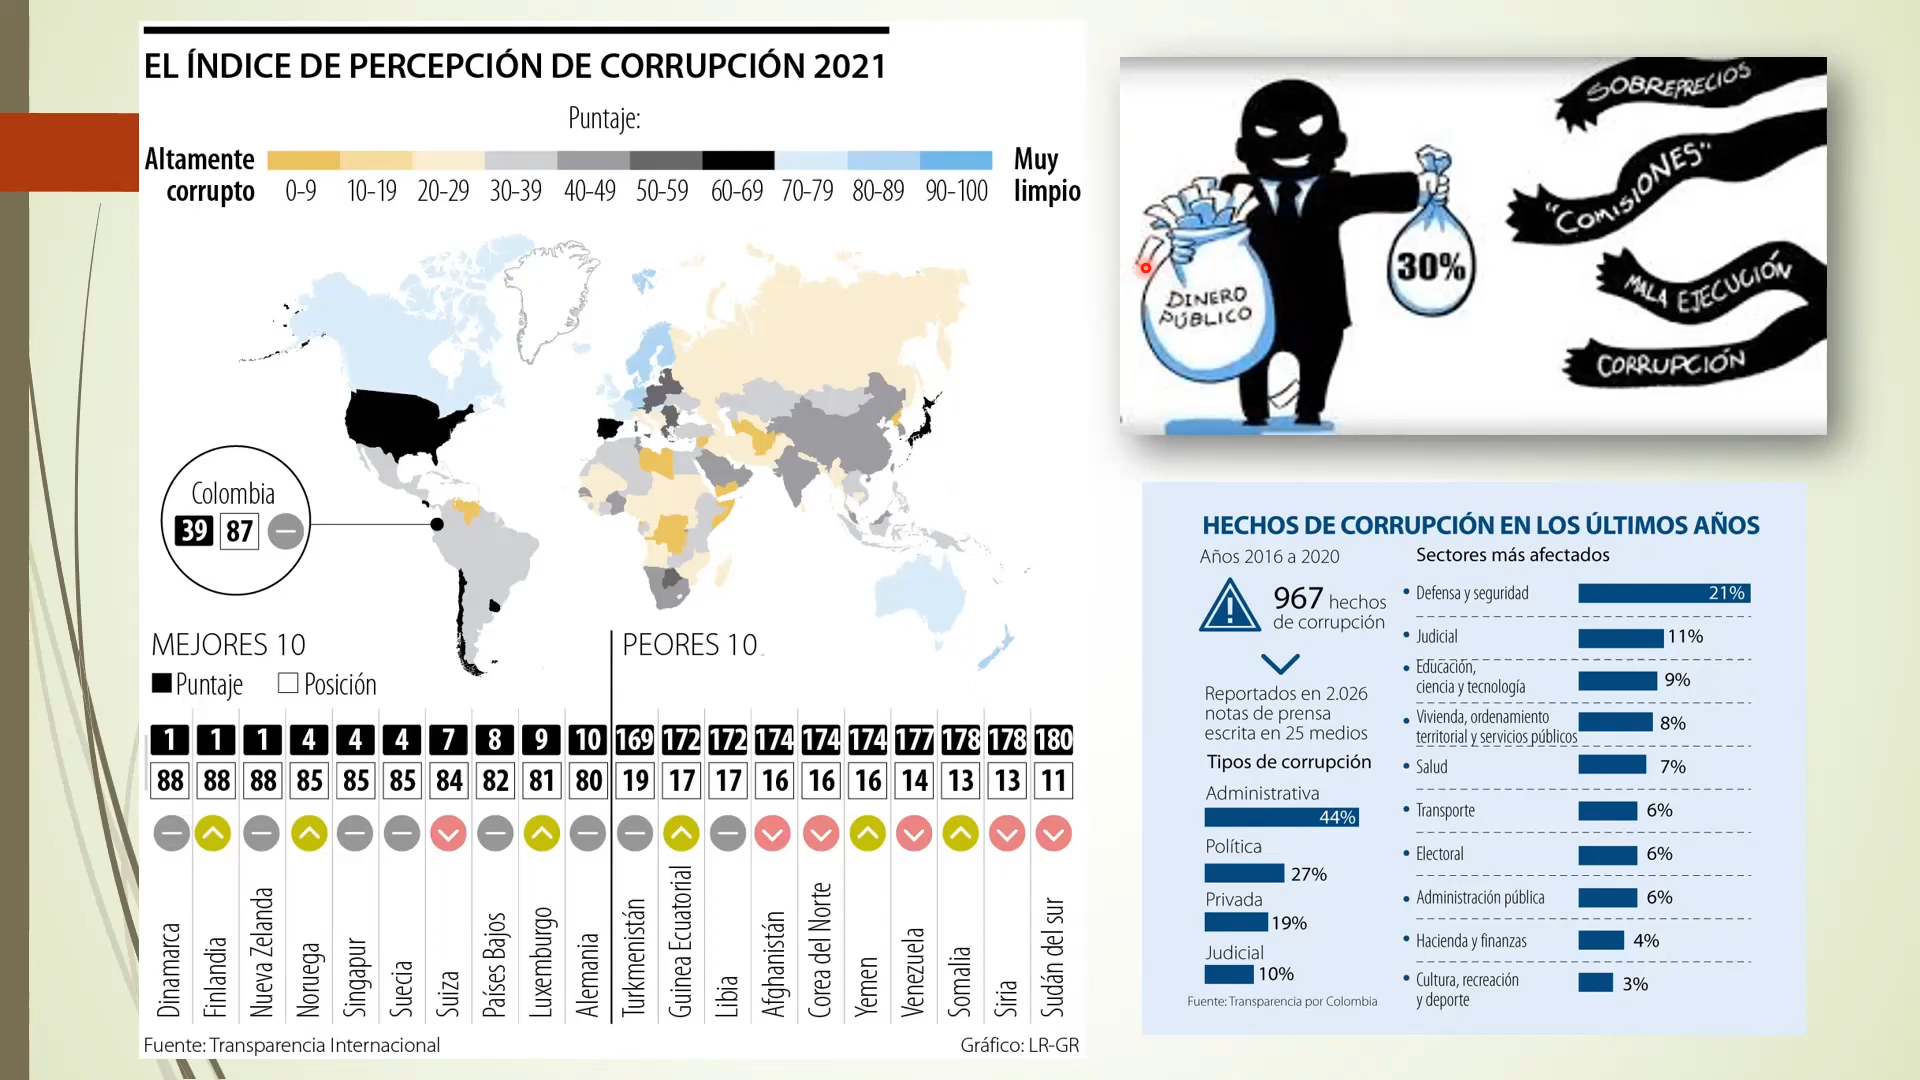 EL ÍNDICE DE PERCEPCIÓN DE CORRUPCIÓN 2021
Puntaje:
Altamente corrupto
0-9 10-19 20-29 30-39 40-49 50-59 60-69 70-79 80-89 90-100
Muy limpio
Colombia
39 87
MEJORES 10
Puntaje Posición
PEORES 10
1 1 1 4 4 4 7 8 9 10 169 172 172 174 174 174 177 178 178 180
88 88 88 85 85 85 84 82 81 80 19 17 17 16 16 16 14 13 13 11
Dinamarca
Finlandia
Nueva Zelanda
Noruega
Singapur
Suecia
Suiza
Países Bajos
Luxemburgo
Alemania
Turkmenistán
Guinea Ecuatorial
Libia
Afghanistán
Corea del Norte
Yemen
Venezuela
Somalia
Siria
Sudán del sur
Fuente: Transparencia Internacional
Gráfico: LR-GR
DINERO
PÚBLICO
30%
SOBREPRECIOS
"COMISIONES"
MALA EJECUCIÓN
CORRUPCIÓN
HECHOS DE CORRUPCIÓN EN LOS ÚLTIMOS AÑOS
Años 2016 a 2020
967 hechos
de corrupción
Reportados en 2.026
notas de prensa
escrita en 25 medios
Tipos de corrupción
Administrativa
44%
Política
27%
Privada
19%
Judicial
10%
Fuente: Transparencia por Colombia
Sectores más afectados
• Defensa y seguridad 21%
• Judicial 11%
• Educación,
ciencia y tecnología 9%
• Vivienda, ordenamiento
territorial y servicios públicos 8%
• Salud 7%
• Transporte 6%
• Electoral 6%
• Administración pública 6%
• Hacienda y finanzas 4%
• Cultura, recreación
y deporte 3%